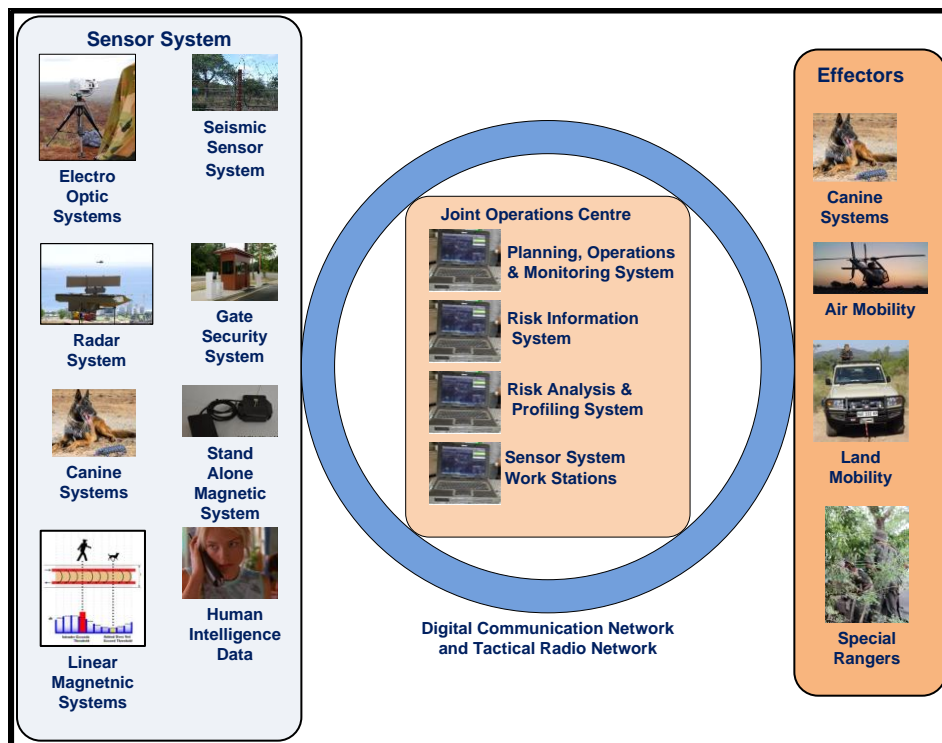 Sensor System
Electro
Optic
Systems
Seismic
Sensor
System
Radar
System
Gate
Security
System
Canine
Systems
Stand
Alone
Magnetic
System
Linear
Magnetnic
Systems
Human
Intelligence
Data
Joint Operations Centre
Planning, Operations
& Monitoring System
Risk Information
System
Risk Analysis &
Profiling System
Sensor System
Work Stations
Digital Communication Network
and Tactical Radio Network
Effectors
Canine
Systems
Air Mobility
Land
Mobility
Special
Rangers